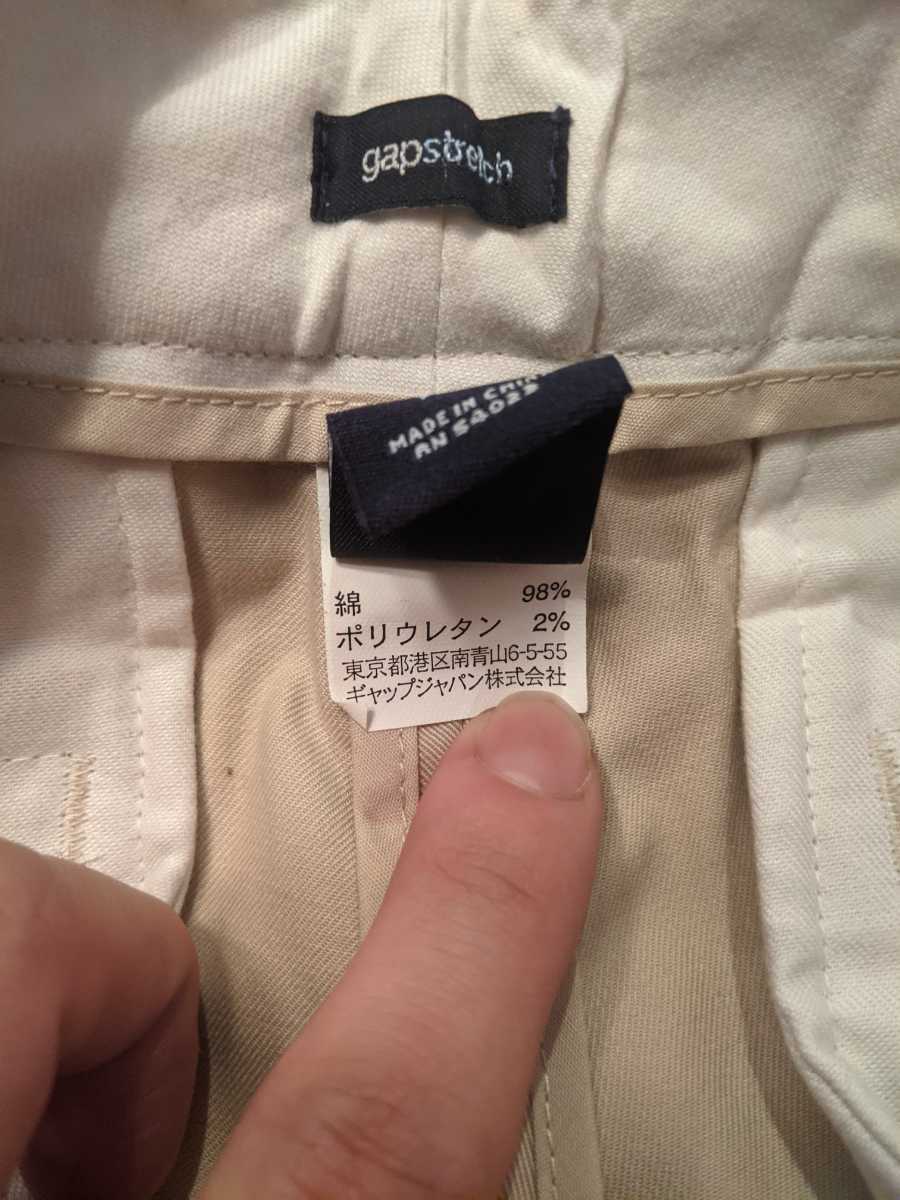 gapstretch
MADE IN
RN 54023
綿 98%
ポリウレタン 2%
東京都港区南青山6-5-55
ギャップジャパン株式会社